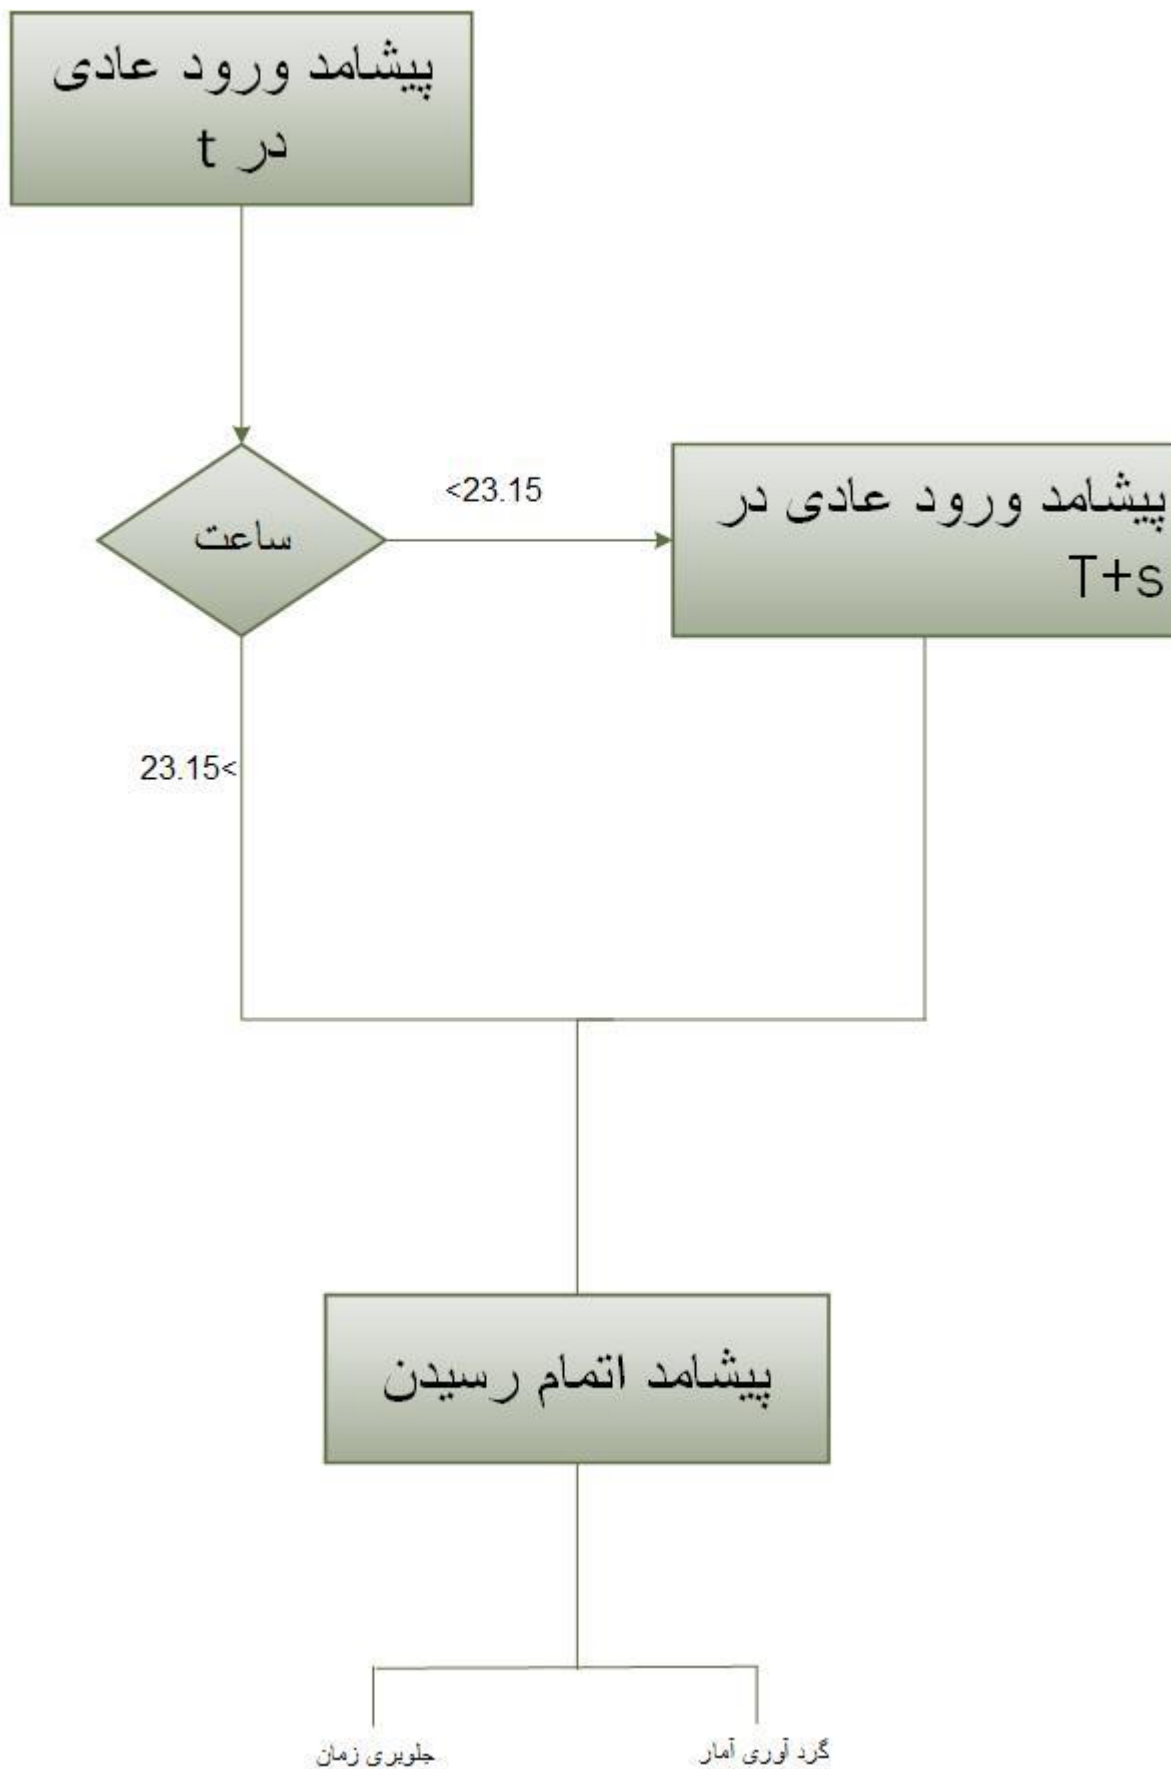 پیشامد ورود عادی
در t
ساعت
<23.15
پیشامد ورود عادی در
T+s
23.15<
پیشامد اتمام رسیدن
جلوبری زمان
گرد آوری آمار